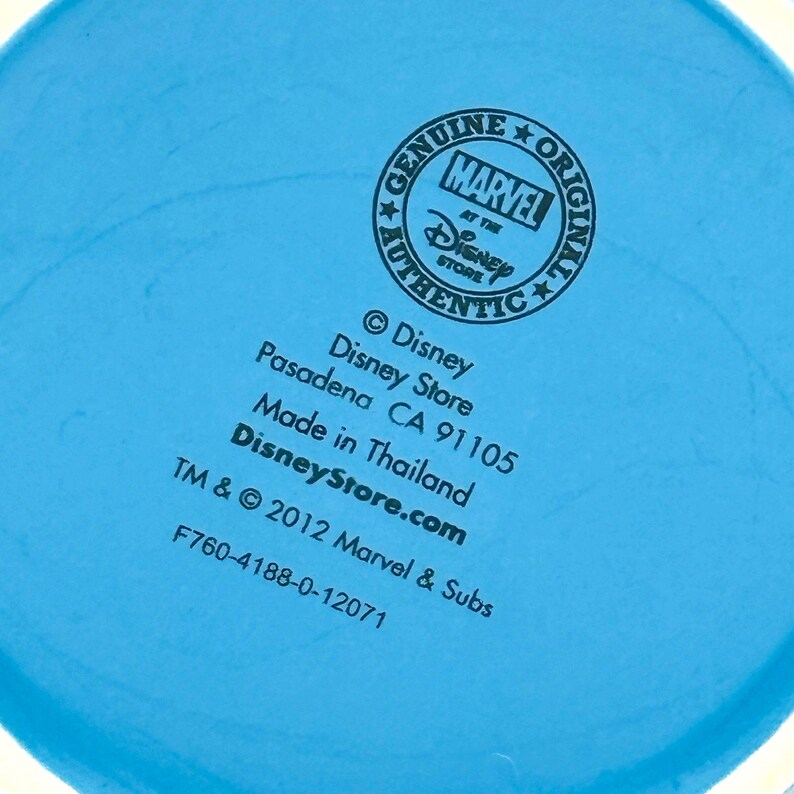 GENUINE ★ ORIGINAL ★ AUTHENTIC ★
MARVEL
AT THE
Disney
STORE
© Disney
Disney Store
Pasadena CA 91105
Made in Thailand
DisneyStore.com
TM & © 2012 Marvel & Subs
F760-4188-0-12071